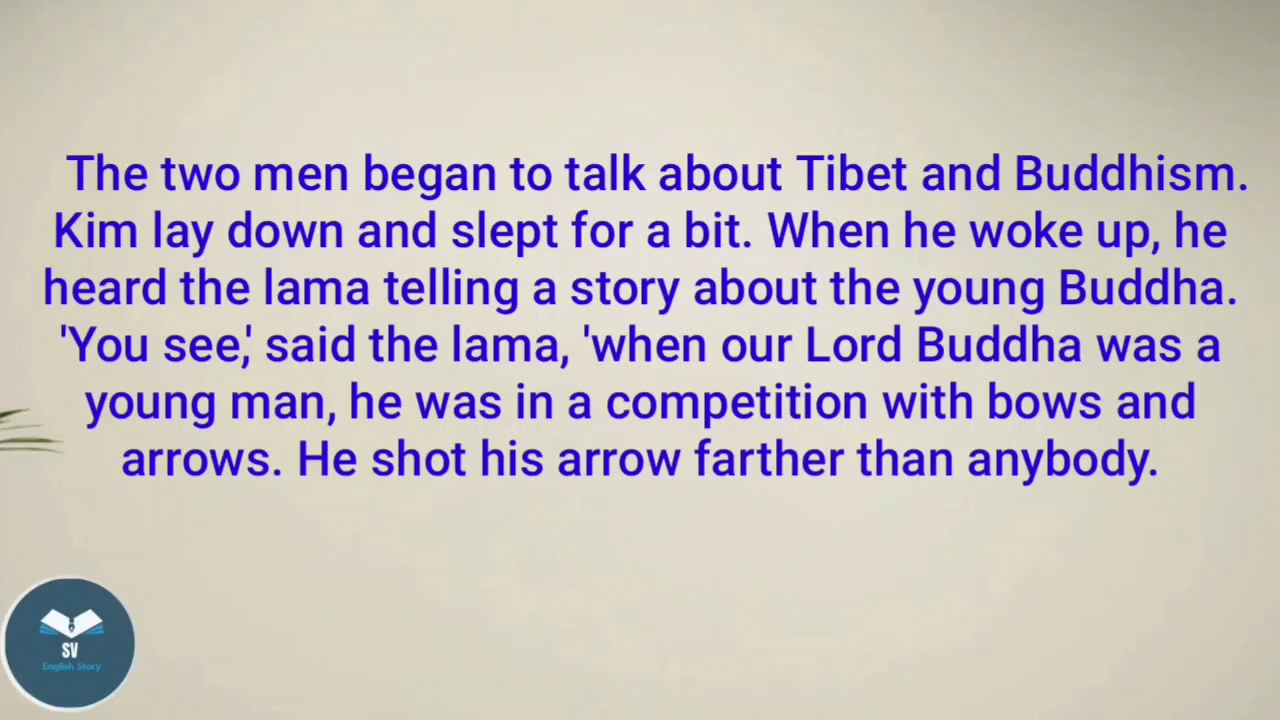 The two men began to talk about Tibet and Buddhism.
Kim lay down and slept for a bit. When he woke up, he
heard the lama telling a story about the young Buddha.
'You see,' said the lama, 'when our Lord Buddha was a
young man, he was in a competition with bows and
arrows. He shot his arrow farther than anybody.
SV
English Story